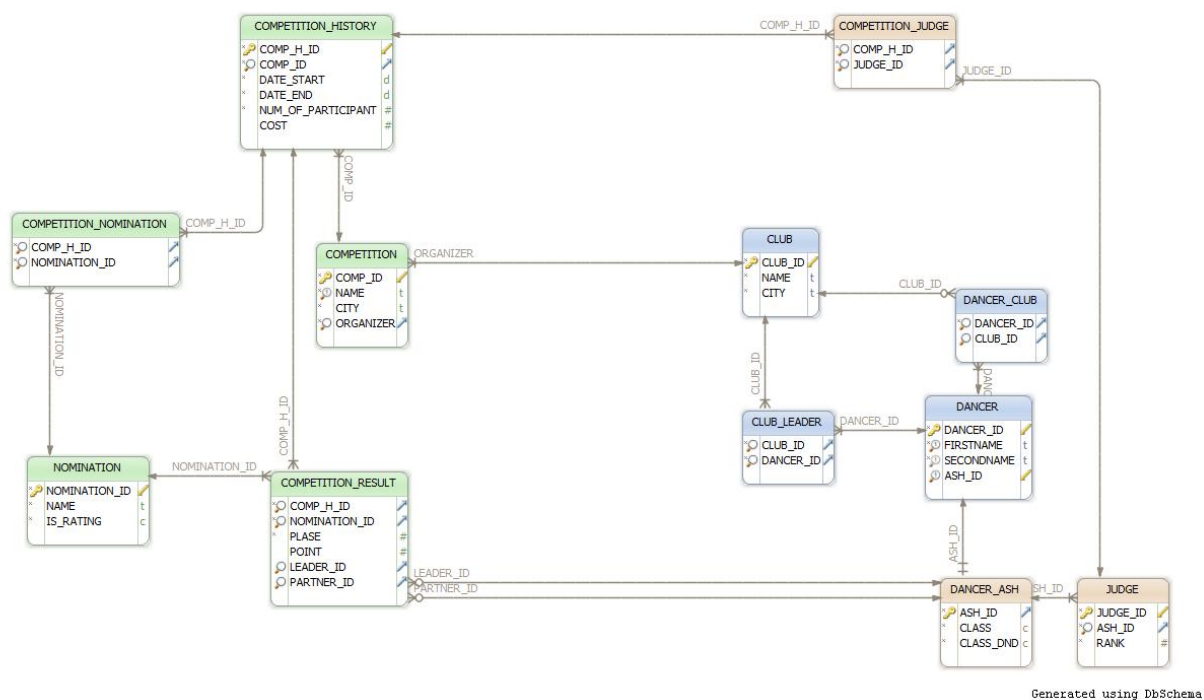 COMPETITION_HISTORY
COMP_H_ID
COMP_ID
DATE_START d
DATE_END d
NUM_OF_PARTICIPANT #
COST #
COMP_H_ID
COMPETITION_JUDGE
COMP_H_ID
JUDGE_ID
JUDGE_ID
COMP_ID
COMPETITION_NOMINATION
COMP_H_ID
NOMINATION_ID
COMP_H_ID
COMPETITION
COMP_ID
NAME t
CITY t
ORGANIZER
ORGANIZER
CLUB
CLUB_ID
NAME t
CITY t
CLUB_ID
DANCER_CLUB
DANCER_ID
CLUB_ID
NOMINATION_ID
CLUB_ID
DANC
CLUB_LEADER
CLUB_ID
DANCER_ID
DANCER_ID
DANCER
DANCER_ID
FIRSTNAME t
SECONDNAME t
ASH_ID
COMP_H_ID
NOMINATION
NOMINATION_ID
NAME t
IS_RATING c
NOMINATION_ID
COMPETITION_RESULT
COMP_H_ID
NOMINATION_ID
PLASE #
POINT #
LEADER_ID
PARTNER_ID
LEADER_ID
PARTNER_ID
ASH_ID
DANCER_ASH
ASH_ID
CLASS c
CLASS_DND c
SH_ID
JUDGE
JUDGE_ID
ASH_ID
RANK #
Generated using DbSchema